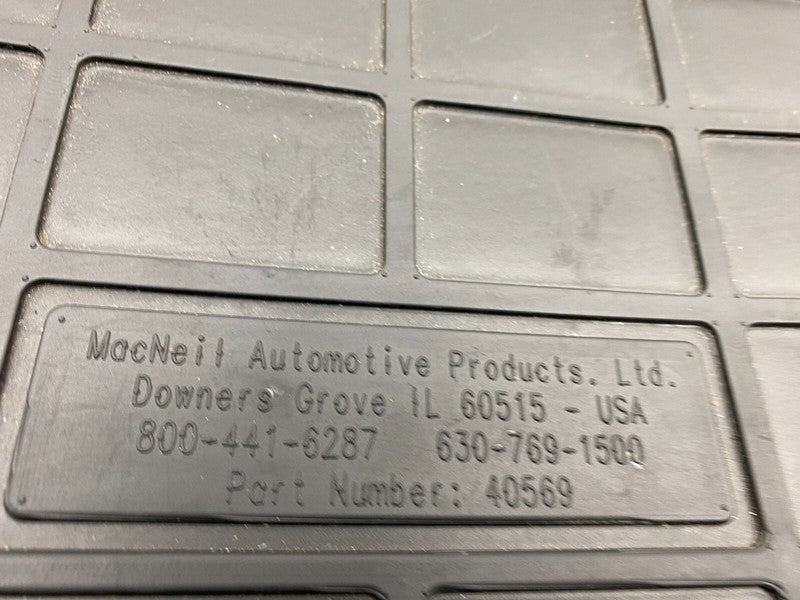 MacNeil Automotive Products. Ltd.
Downers Grove IL 60515 - USA
800-441-6287 630-769-1500
Part Number: 40569